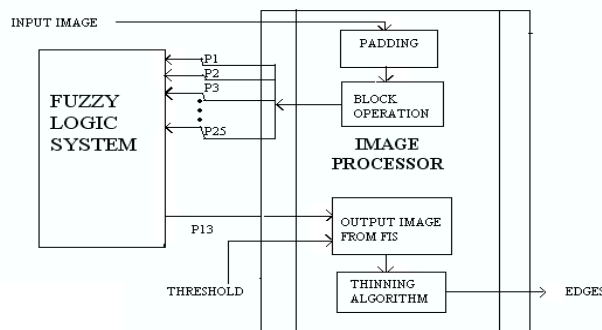 INPUT IMAGE
PADDING
P1
P2
P3
P25
BLOCK
OPERATION
FUZZY
LOGIC
SYSTEM
IMAGE
PROCESSOR
P13
OUTPUT IMAGE
FROM FIS
THRESHOLD
THINNING
ALGORITHM
EDGES